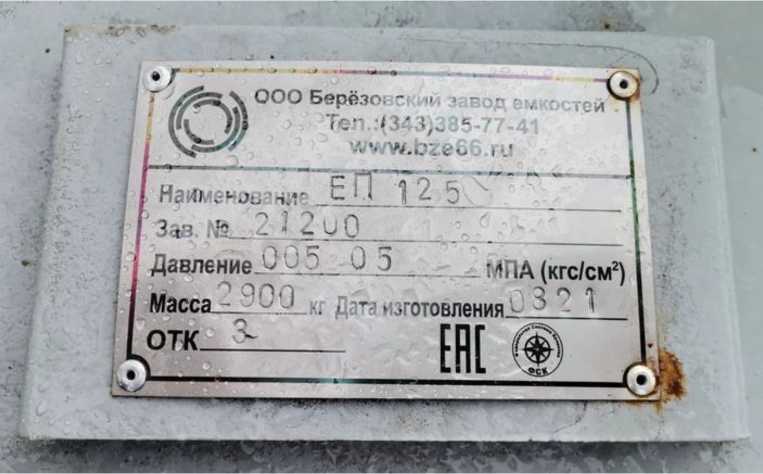 ООО Берёзовский завод емкостей
Тел.:(343)385-77-41
www.bze66.ru
Наименование ЕП 125
Зав. № 21200
Давление 005 05 МПА (кгс/см²)
Масса 2900 кг Дата изготовления 0321
ОТК 3
ЕАС
ФСК